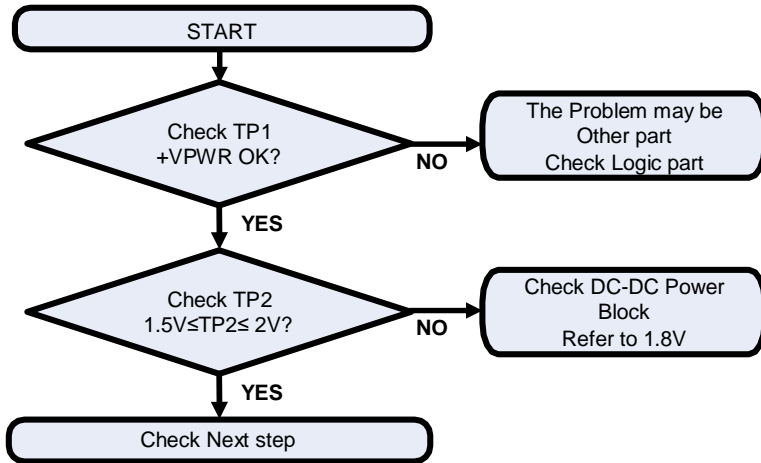 START
Check TP1
+VPWR OK?
NO
The Problem may be
Other part
Check Logic part
YES
Check TP2
1.5V≤TP2≤ 2V?
NO
Check DC-DC Power
Block
Refer to 1.8V
YES
Check Next step